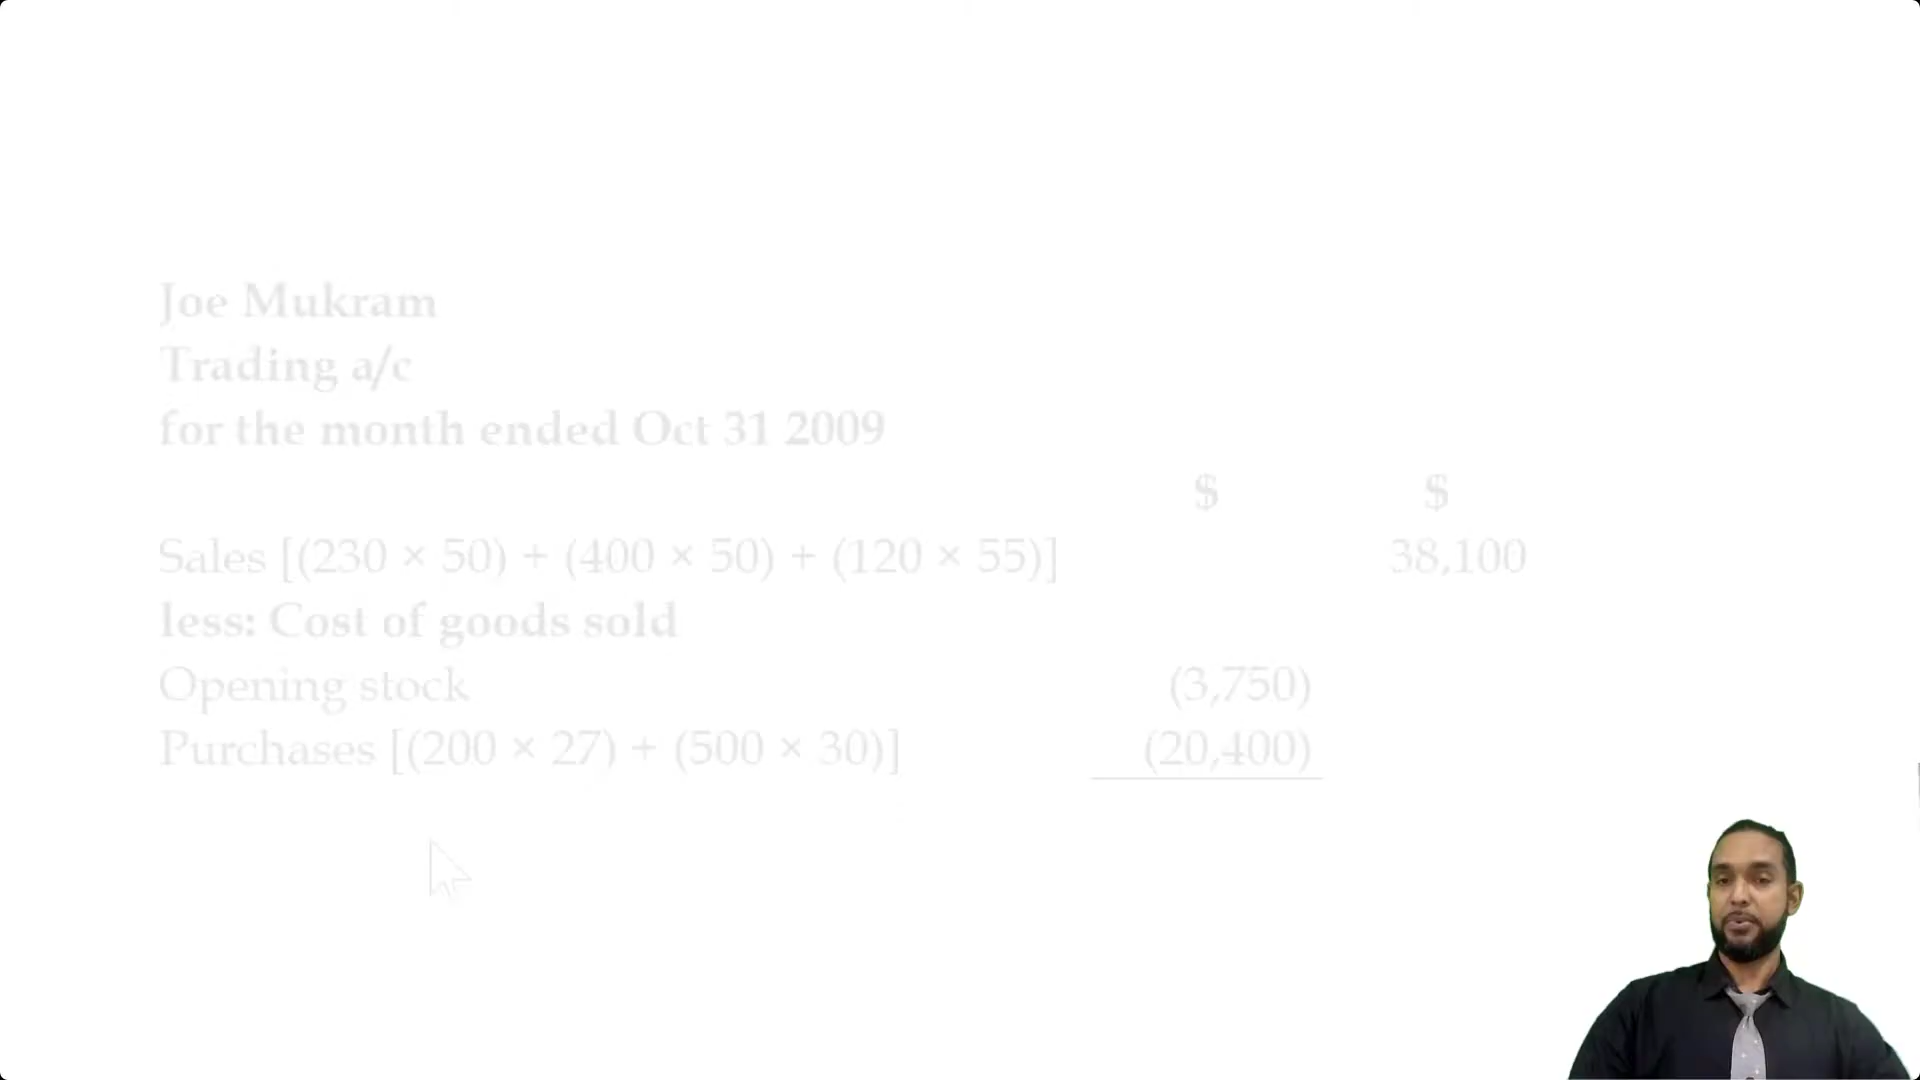 Joe Mukram
Trading a/c
for the month ended Oct 31 2009
$ $
Sales [(230 × 50) + (400 × 50) + (120 × 55)] 38,100
less: Cost of goods sold
Opening stock (3,750)
Purchases [(200 × 27) + (500 × 30)] (20,400)